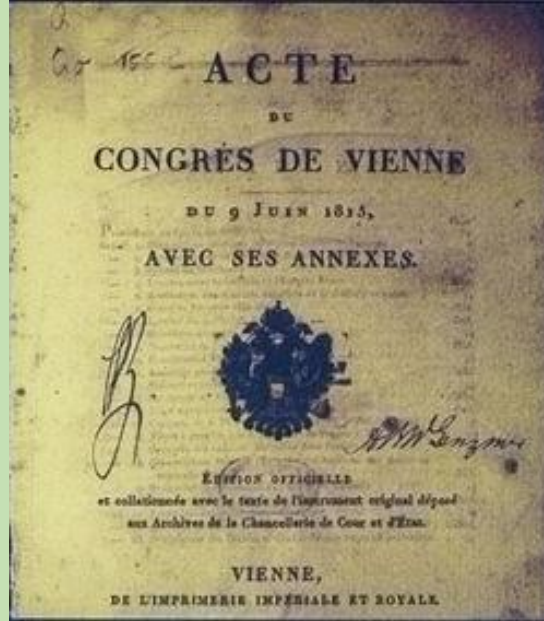 ACTE
DU
CONGRÈS DE VIENNE
DU 9 JUIN 1815,
AVEC SES ANNEXES.
ÉDITION OFFICIELLE
et collationnée avec le texte de l'instrument original déposé
aux Archives de la Chancellerie de Cour et d'État.
VIENNE,
DE L'IMPRIMERIE IMPÉRIALE ET ROYALE.